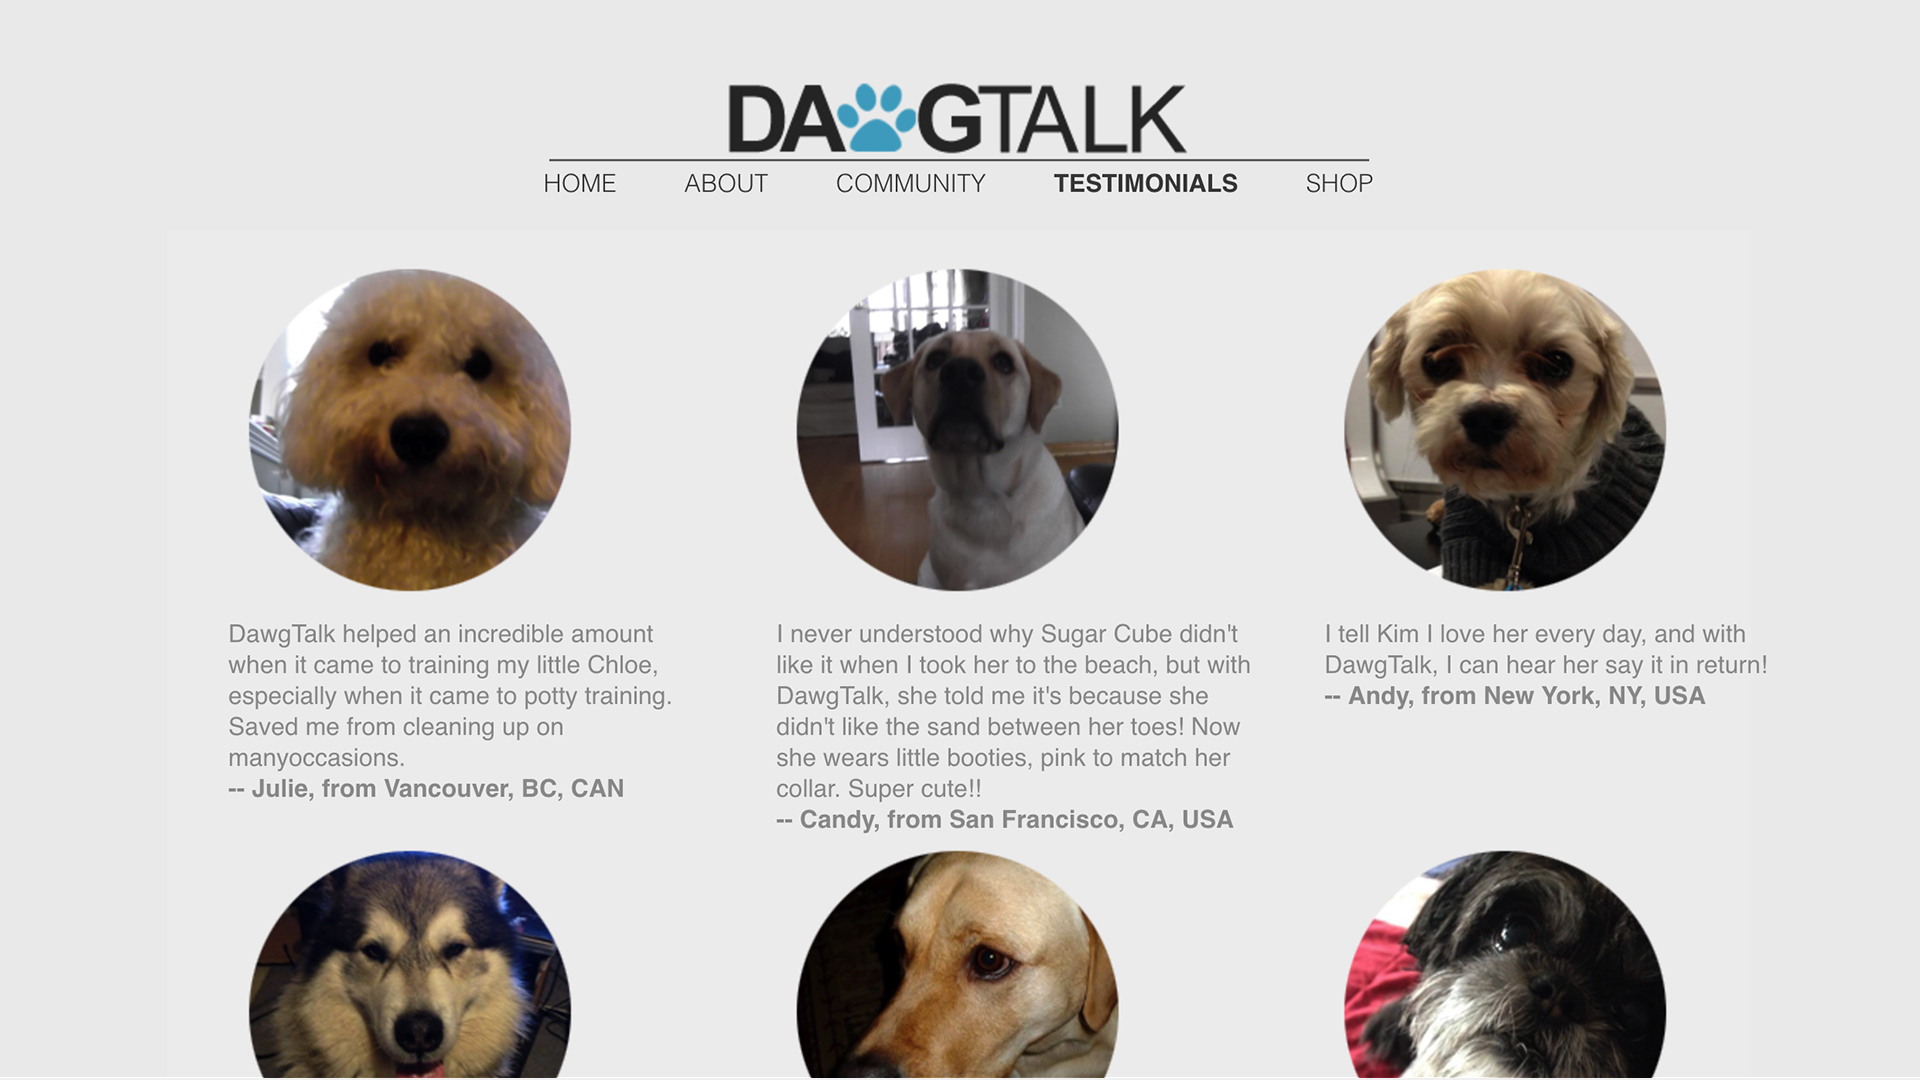 DAWGTALK
HOME ABOUT COMMUNITY TESTIMONIALS SHOP
DawgTalk helped an incredible amount
when it came to training my little Chloe,
especially when it came to potty training.
Saved me from cleaning up on
manyoccasions.
-- Julie, from Vancouver, BC, CAN
I never understood why Sugar Cube didn't
like it when I took her to the beach, but with
DawgTalk, she told me it's because she
didn't like the sand between her toes! Now
she wears little booties, pink to match her
collar. Super cute!!
-- Candy, from San Francisco, CA, USA
I tell Kim I love her every day, and with
DawgTalk, I can hear her say it in return!
-- Andy, from New York, NY, USA